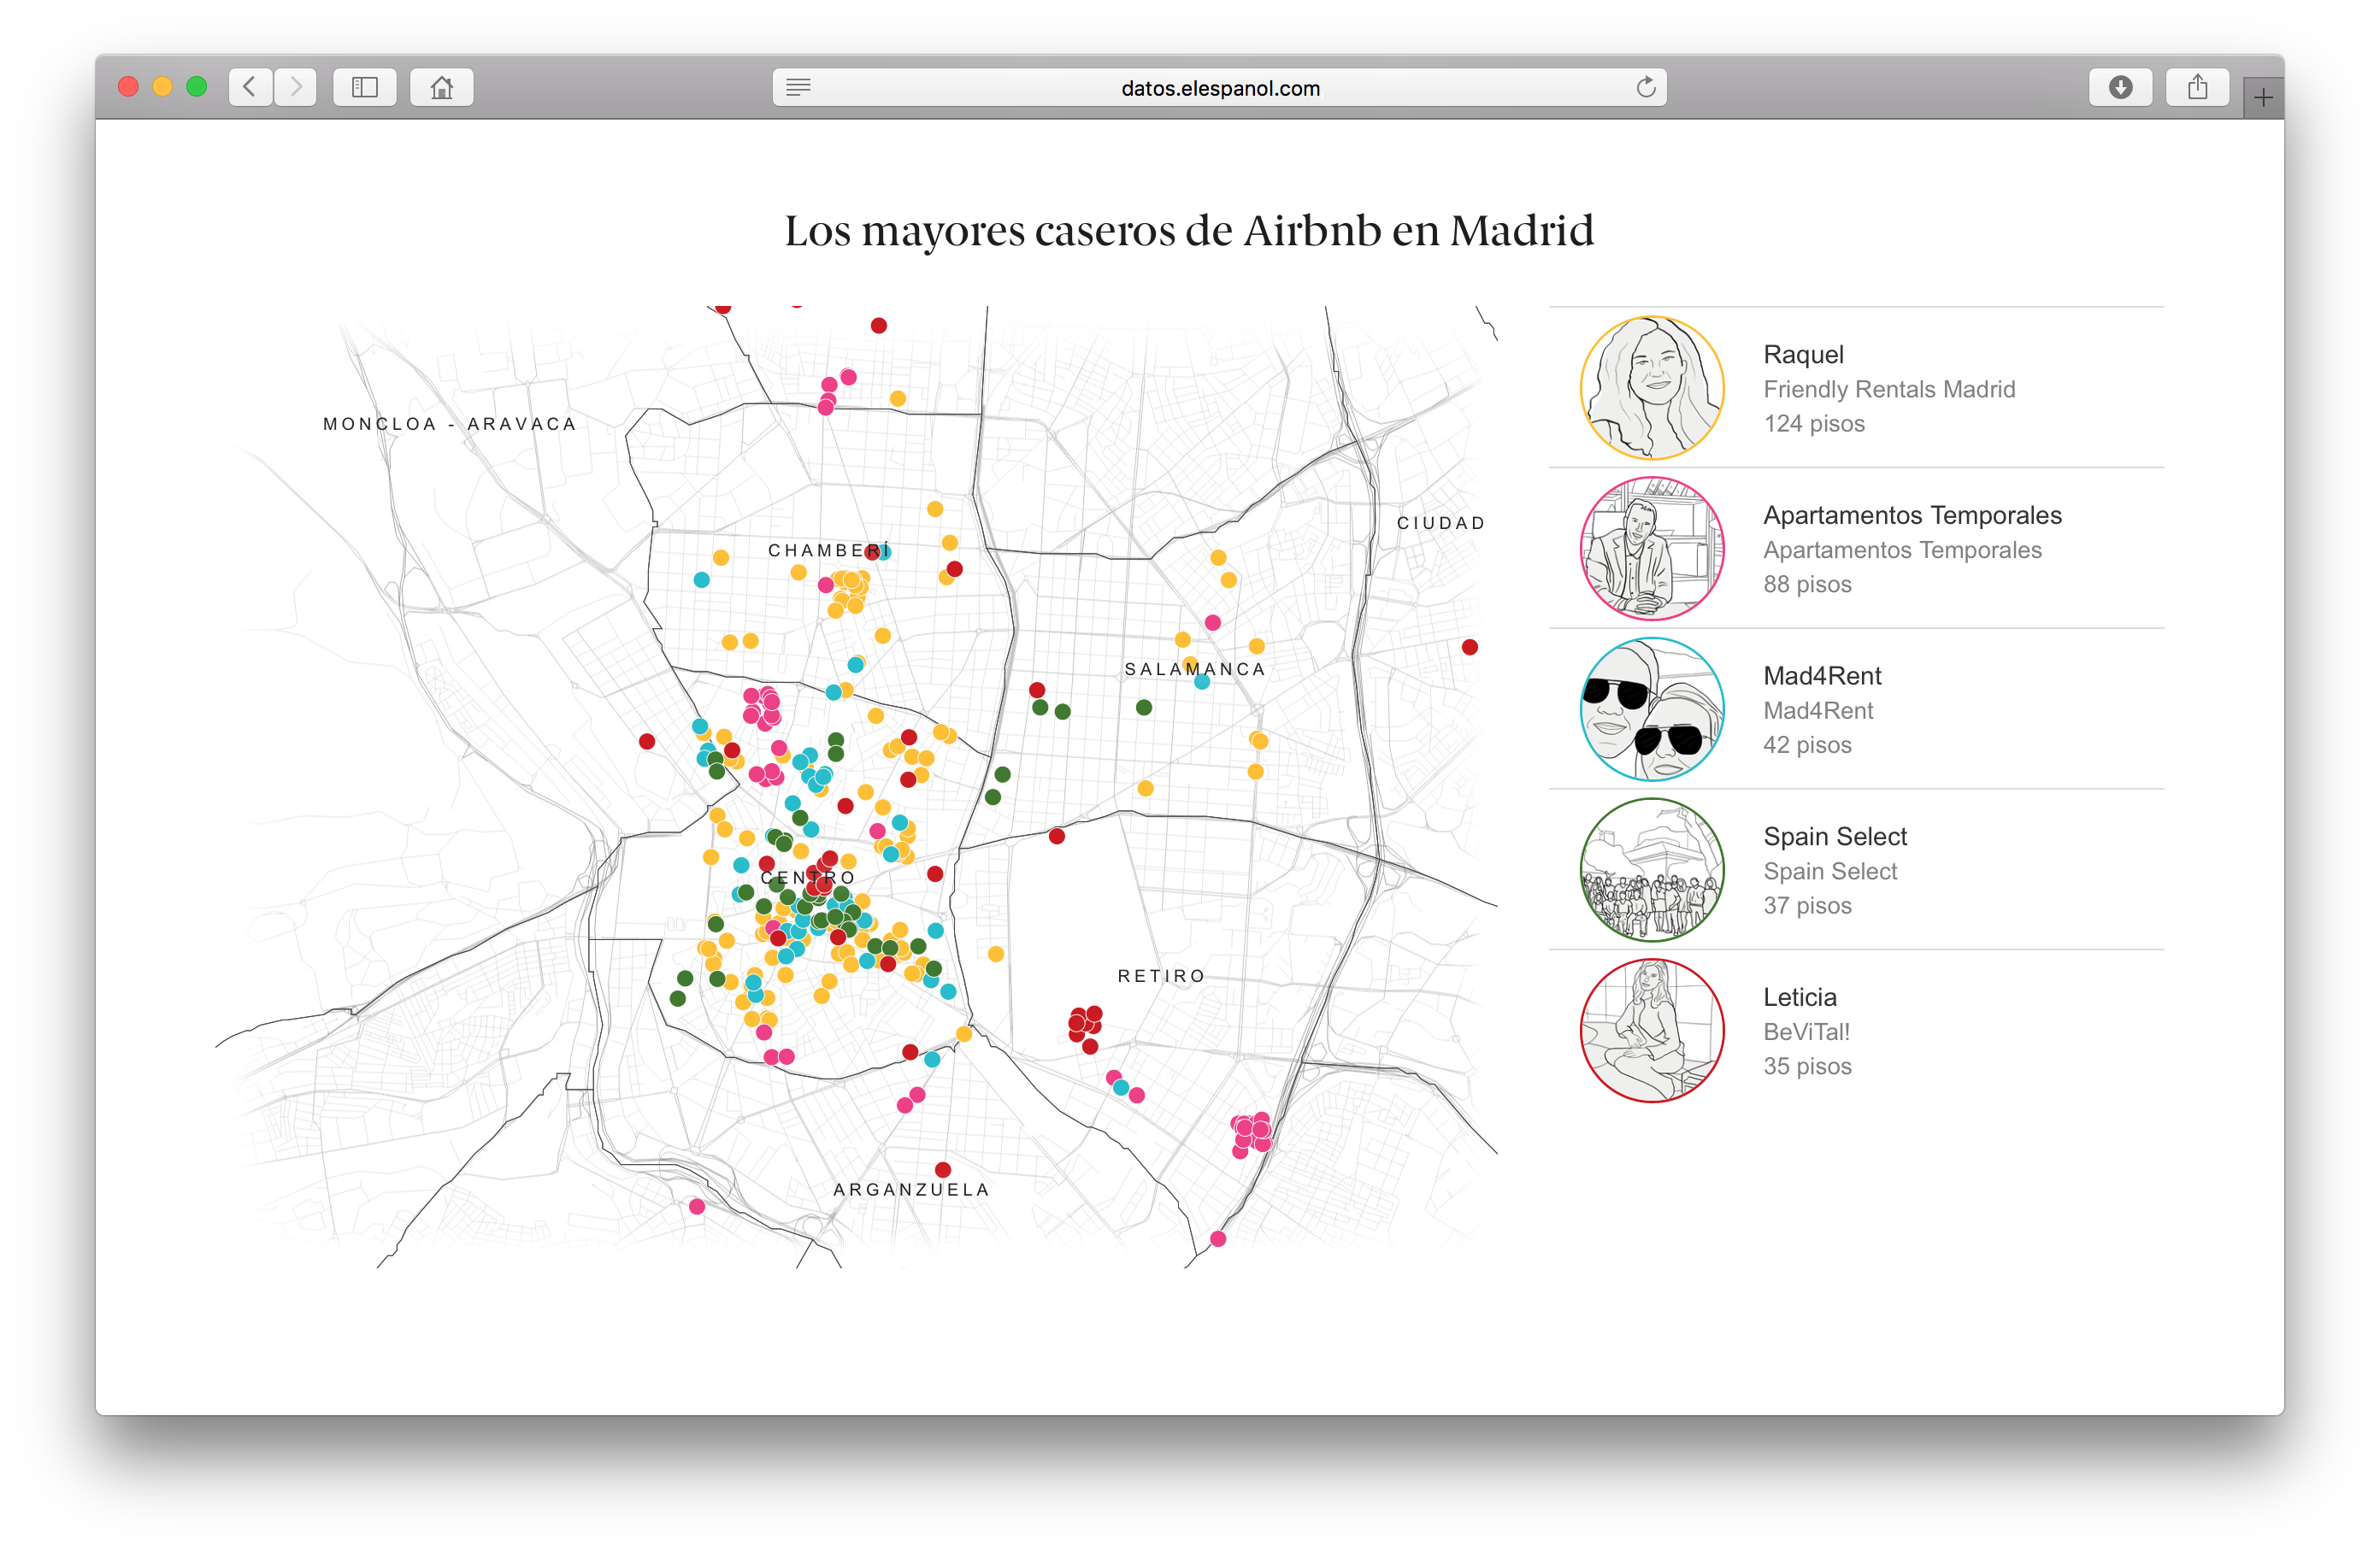 datos.elespanol.com
Los mayores caseros de Airbnb en Madrid
MONCLOA - ARAVACA
CHAMBERÍ
CIUDAD
SALAMANCA
CENTRO
RETIRO
ARGANZUELA
Raquel
Friendly Rentals Madrid
124 pisos
Apartamentos Temporales
Apartamentos Temporales
88 pisos
Mad4Rent
Mad4Rent
42 pisos
Spain Select
Spain Select
37 pisos
Leticia
BeViTal!
35 pisos